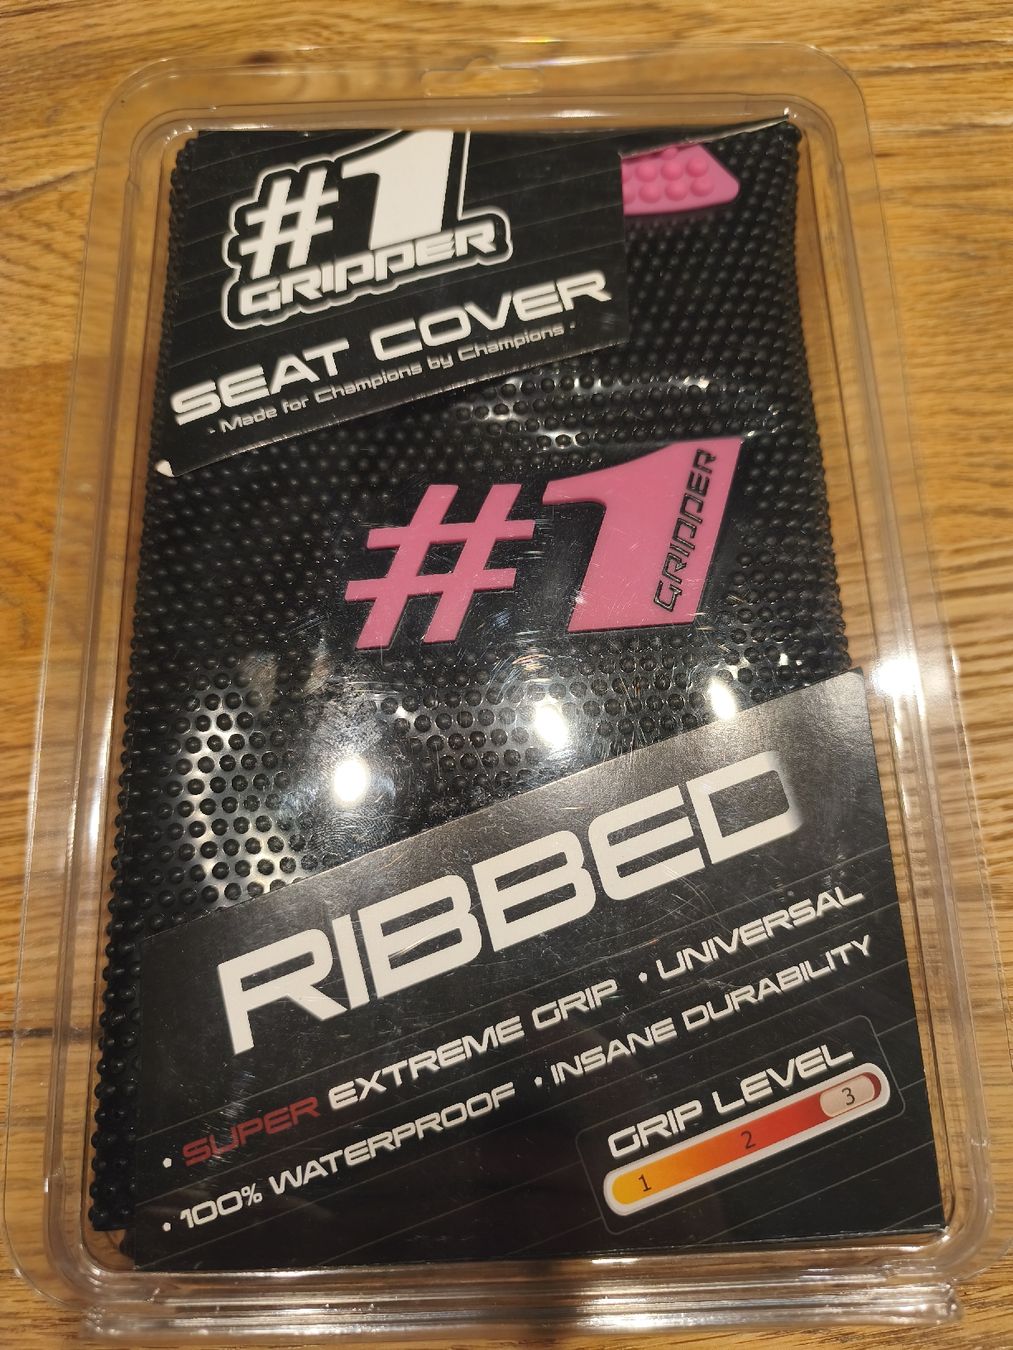 #1
GRIPPER
SEAT COVER
• Made for Champions by Champions •
#1
GRIPPER
RIBBED
• SUPER EXTREME GRIP • UNIVERSAL
• 100% WATERPROOF • INSANE DURABILITY
GRIP LEVEL
1 2 3